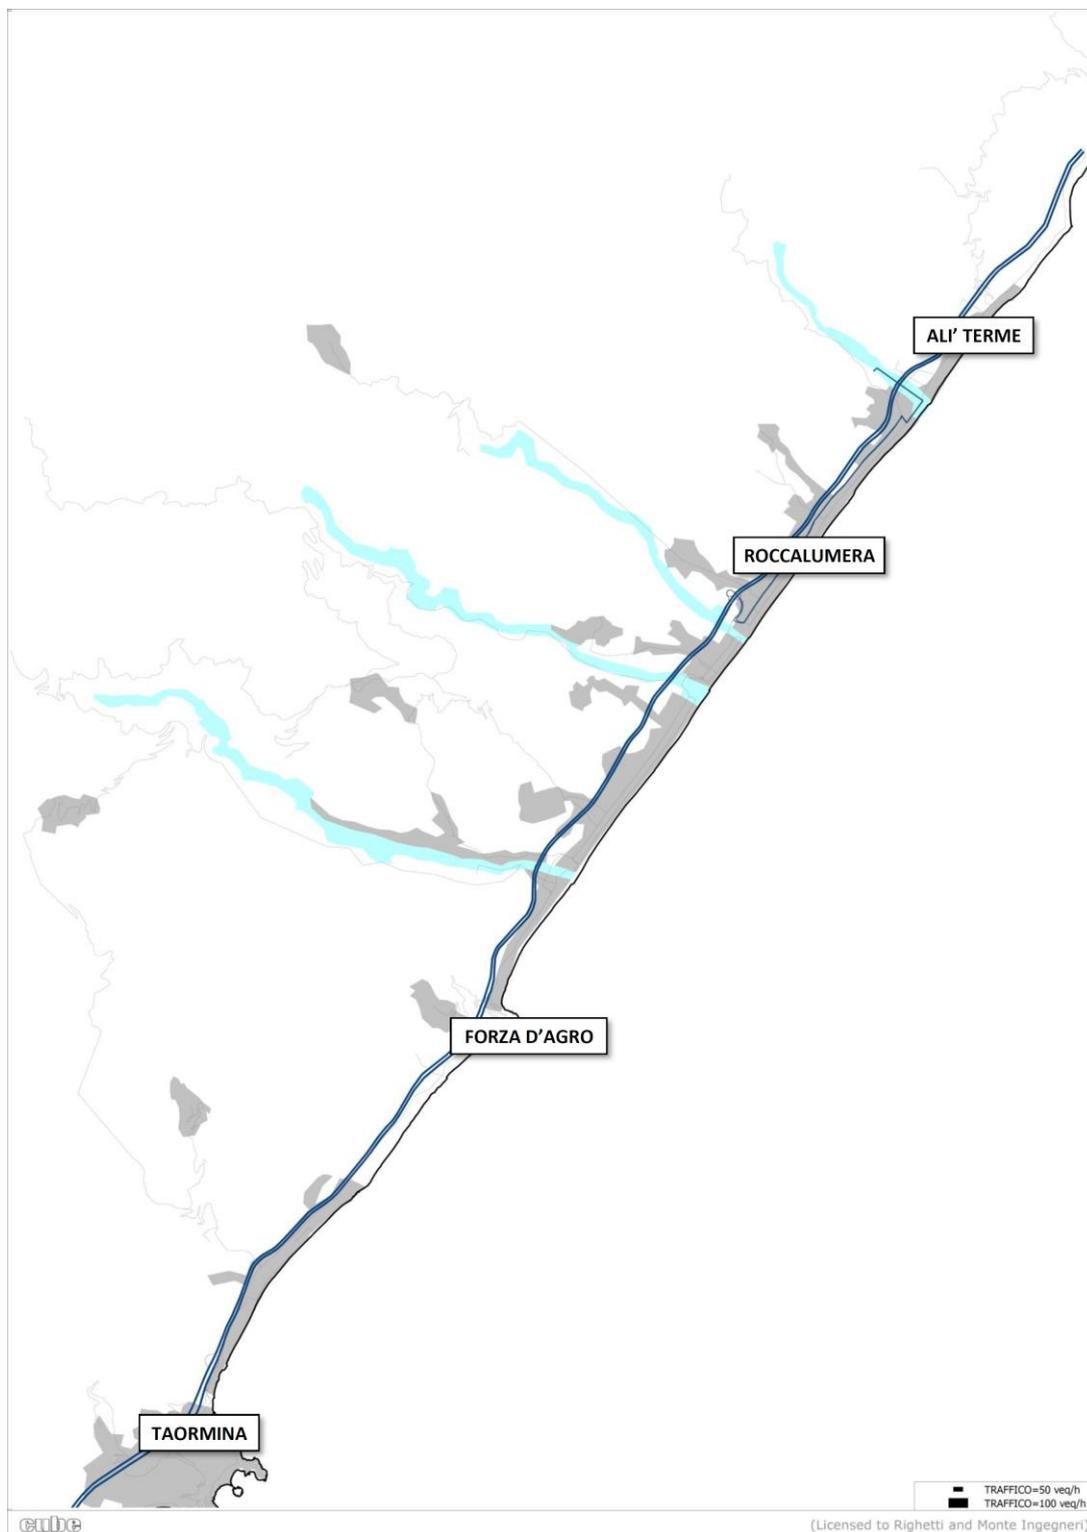 ALI' TERME
ROCCALUMERA
FORZA D'AGRO
TAORMINA
TRAFFICO=50 veq/h
TRAFFICO=100 veq/h
cube
(Licensed to Righetti and Monte Ingegneri)